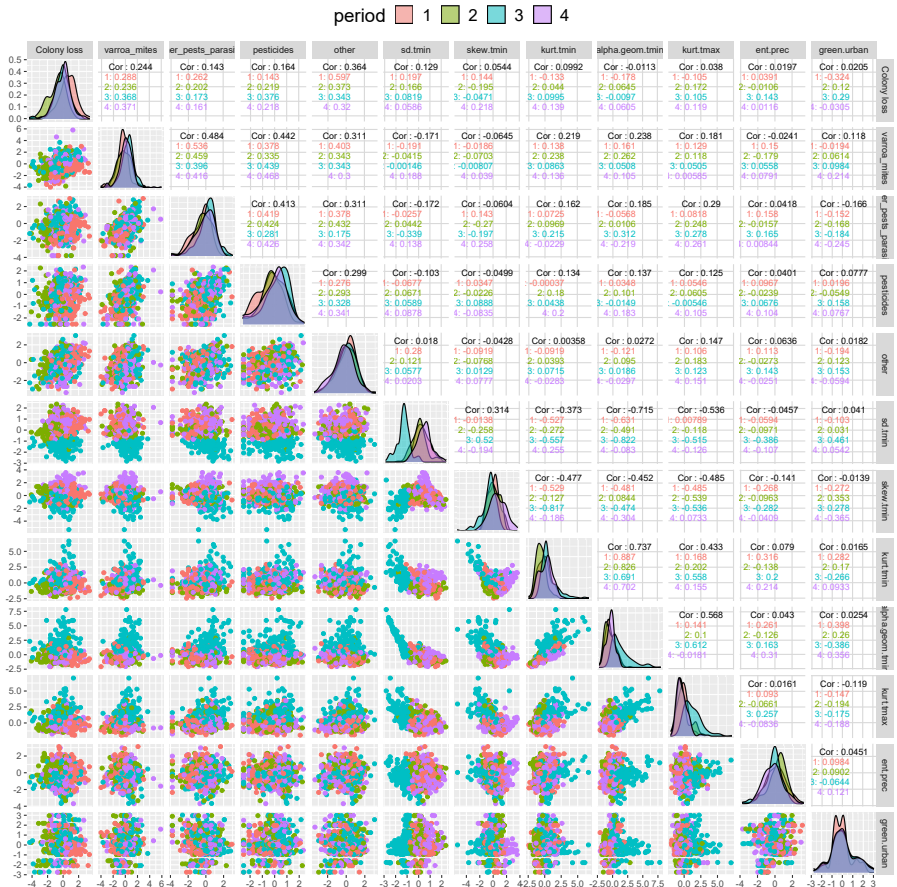 period 1 2 3 4
Colony loss varroa_mites er_pests_parasi pesticides other sd.tmin skew.tmin kurt.tmin alpha.geom.tmin kurt.tmax ent.prec green.urban
Cor : 0.244 Cor : 0.143 Cor : 0.164 Cor : 0.364 Cor : 0.129 Cor : 0.0544 Cor : 0.0992 Cor : -0.0113 Cor : 0.038 Cor : 0.0197 Cor : 0.0205
1: 0.288 1: 0.262 1: 0.143 1: 0.597 1: 0.197 1: 0.144 1: -0.133 1: -0.178 1: -0.105 1: 0.0391 1: -0.324
2: 0.236 2: 0.202 2: 0.219 2: 0.373 2: 0.166 2: -0.195 2: 0.044 2: 0.0645 2: 0.172 2: -0.0106 2: 0.12
3: 0.368 3: 0.173 3: 0.376 3: 0.343 3: 0.0819 3: -0.0471 3: 0.0995 3: -0.0097 3: 0.105 3: 0.143 3: 0.29
4: 0.371 4: 0.161 4: 0.218 4: 0.32 4: 0.0586 4: 0.218 4: 0.139 4: 0.0605 4: 0.119 4: 0.0116 4: -0.0305
Colony loss
Cor : 0.484 Cor : 0.442 Cor : 0.311 Cor : -0.171 Cor : -0.0645 Cor : 0.219 Cor : 0.238 Cor : 0.181 Cor : -0.0241 Cor : 0.118
1: 0.536 1: 0.378 1: 0.403 1: -0.191 1: -0.0186 1: 0.138 1: 0.161 1: 0.129 1: 0.15 1: -0.0194
2: 0.459 2: 0.335 2: 0.343 2: -0.0415 2: -0.0703 2: 0.238 2: 0.262 2: 0.118 2: -0.179 2: 0.0614
3: 0.396 3: 0.439 3: 0.343 3: -0.00146 3: -0.0807 3: 0.0863 3: 0.0508 3: 0.0505 3: 0.0558 3: 0.0984
4: 0.416 4: 0.468 4: 0.3 4: 0.188 4: 0.039 4: 0.136 4: 0.105 4: 0.0791 4: 0.214
varroa_mites
Cor : 0.413 Cor : 0.311 Cor : -0.172 Cor : -0.0604 Cor : 0.162 Cor : 0.185 Cor : 0.29 Cor : 0.0418 Cor : -0.166
1: 0.419 1: 0.378 1: -0.0257 1: 0.143 1: 0.0725 1: -0.0568 1: 0.0818 1: 0.158 1: -0.152
2: 0.424 2: 0.432 2: 0.0442 2: -0.27 2: 0.0969 2: 0.0106 2: 0.248 2: -0.0157 2: -0.168
3: 0.281 3: 0.175 3: -0.339 3: -0.197 3: 0.215 3: 0.312 3: 0.278 3: 0.165 3: -0.184
4: 0.426 4: 0.342 4: 0.138 4: 0.258 4: -0.0229 4: -0.219 4: 0.261 4: 0.00844 4: -0.245
er_pests_paras
Cor : 0.299 Cor : -0.103 Cor : -0.0499 Cor : 0.134 Cor : 0.137 Cor : 0.125 Cor : 0.0401 Cor : 0.0777
1: 0.278 1: -0.0677 1: 0.0347 1: -0.00037 1: 0.0348 1: 0.0546 1: 0.0967 1: 0.0196
2: 0.293 2: 0.0671 2: -0.0226 2: 0.18 2: 0.101 2: 0.0605 2: -0.0239 2: -0.0549
3: 0.328 3: 0.0589 3: 0.0888 3: 0.0438 3: -0.0149 3: -0.00546 3: 0.0676 3: 0.158
4: 0.341 4: 0.0878 4: -0.0835 4: 0.2 4: 0.183 4: 0.105 4: 0.104 4: 0.0767
pesticides
Cor : 0.018 Cor : -0.0428 Cor : 0.00358 Cor : 0.0272 Cor : 0.147 Cor : 0.0636 Cor : 0.0182
1: 0.28 1: -0.0919 1: -0.0919 1: -0.12 1: 0.106 1: 0.113 1: -0.194
2: 0.121 2: -0.0768 2: 0.0393 2: 0.095 2: 0.183 2: -0.0273 2: 0.123
3: 0.0577 3: 0.0129 3: 0.0715 3: 0.0186 3: 0.123 3: 0.143 3: 0.153
4: 0.0203 4: 0.0777 4: -0.0283 4: -0.0297 4: 0.151 4: -0.0251 4: -0.0594
other
Cor : 0.314 Cor : -0.373 Cor : -0.715 Cor : -0.536 Cor : -0.0457 Cor : 0.041
1: -0.0138 1: -0.527 1: -0.631 1: 0.00789 1: -0.0594 1: -0.103
2: -0.258 2: -0.272 2: -0.491 2: -0.118 2: -0.0971 2: 0.031
3: 0.52 3: -0.557 3: -0.822 3: -0.515 3: -0.386 3: 0.461
4: -0.194 4: 0.255 4: -0.083 4: -0.126 4: -0.107 4: 0.0542
sd.tmin
Cor : -0.477 Cor : -0.452 Cor : -0.485 Cor : -0.141 Cor : -0.0139
1: -0.529 1: -0.481 1: -0.485 1: -0.268 1: -0.272
2: -0.127 2: 0.0844 2: -0.539 2: -0.0963 2: 0.353
3: -0.817 3: -0.474 3: -0.536 3: -0.282 3: 0.278
4: -0.186 4: -0.304 4: 0.0733 4: -0.0409 4: -0.365
skew.tmin
Cor : 0.737 Cor : 0.433 Cor : 0.079 Cor : 0.0165
1: 0.887 1: 0.168 1: 0.316 1: 0.282
2: 0.826 2: 0.202 2: -0.138 2: 0.17
3: 0.691 3: 0.558 3: 0.2 3: -0.266
4: 0.702 4: 0.155 4: 0.214 4: 0.0933
kurt.tmin
Cor : 0.568 Cor : 0.043 Cor : 0.0254
1: 0.141 1: 0.261 1: 0.398
2: 0.1 2: -0.126 2: 0.26
3: 0.612 3: 0.163 3: -0.386
4: -0.0181 4: 0.31 4: 0.356
alpha.geom.tmin
Cor : 0.0161 Cor : -0.119
1: 0.093 1: -0.147
2: -0.0661 2: -0.194
3: 0.257 3: -0.175
4: -0.0836 4: -0.188
kurt.tmax
Cor : 0.0451
1: 0.0984
2: 0.0902
3: -0.0644
4: 0.121
ent.prec
green.urban